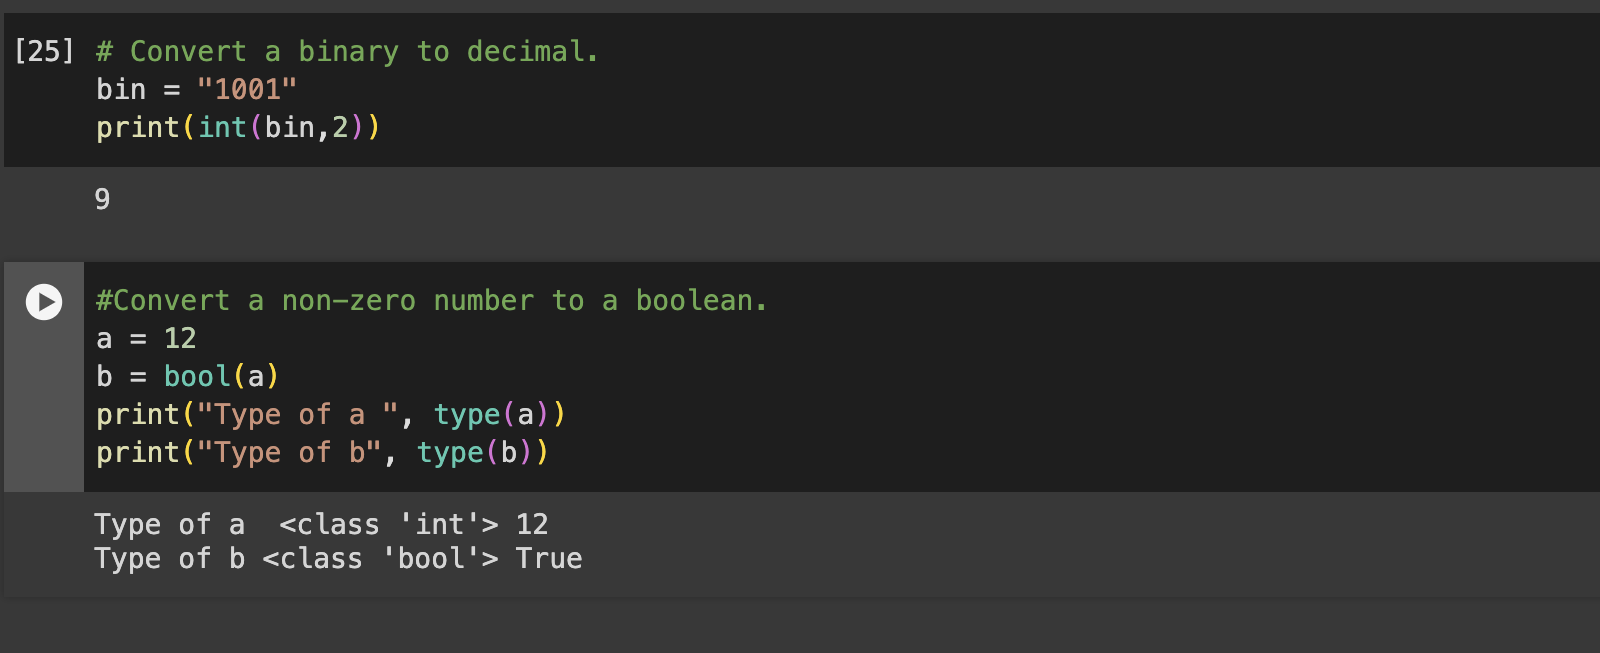 [25] # Convert a binary to decimal.
bin = "1001"
print(int(bin,2))
9
#Convert a non-zero number to a boolean.
a = 12
b = bool(a)
print("Type of a ", type(a))
print("Type of b", type(b))
Type of a  <class 'int'> 12
Type of b <class 'bool'> True